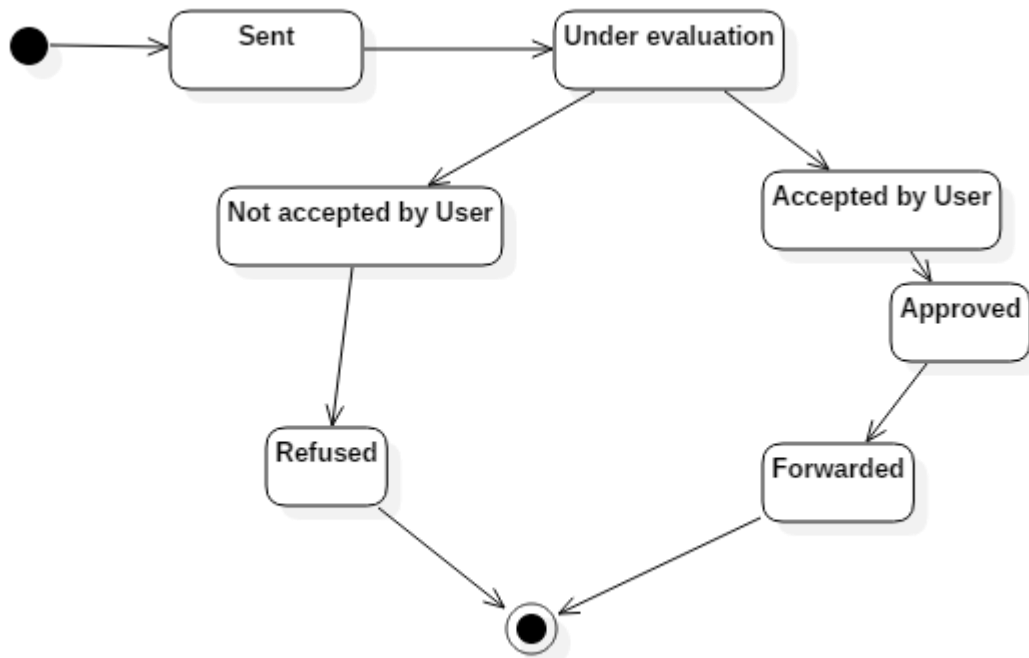 Sent
Under evaluation
Not accepted by User
Accepted by User
Approved
Refused
Forwarded